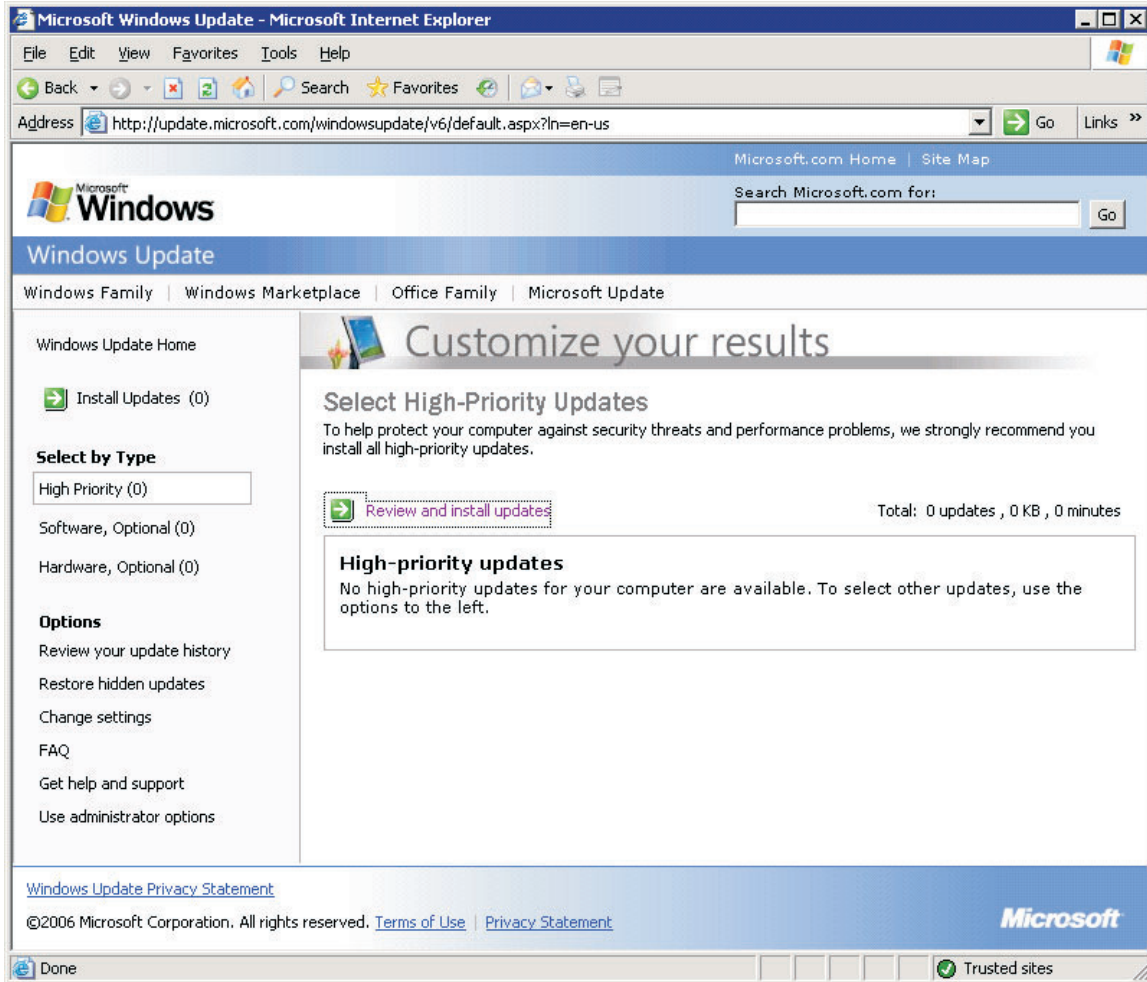 Microsoft Windows Update - Microsoft Internet Explorer
File Edit View Favorites Tools Help
Back Search Favorites
Address http://update.microsoft.com/windowsupdate/v6/default.aspx?ln=en-us Go Links »
Microsoft.com Home | Site Map
Microsoft
Windows
Search Microsoft.com for:
Go
Windows Update
Windows Family | Windows Marketplace | Office Family | Microsoft Update
Windows Update Home
Install Updates (0)
Select by Type
High Priority (0)
Software, Optional (0)
Hardware, Optional (0)
Options
Review your update history
Restore hidden updates
Change settings
FAQ
Get help and support
Use administrator options
Customize your results
Select High-Priority Updates
To help protect your computer against security threats and performance problems, we strongly recommend you
install all high-priority updates.
Review and install updates
Total: 0 updates , 0 KB , 0 minutes
High-priority updates
No high-priority updates for your computer are available. To select other updates, use the
options to the left.
Windows Update Privacy Statement
©2006 Microsoft Corporation. All rights reserved. Terms of Use | Privacy Statement
Microsoft
Done
Trusted sites